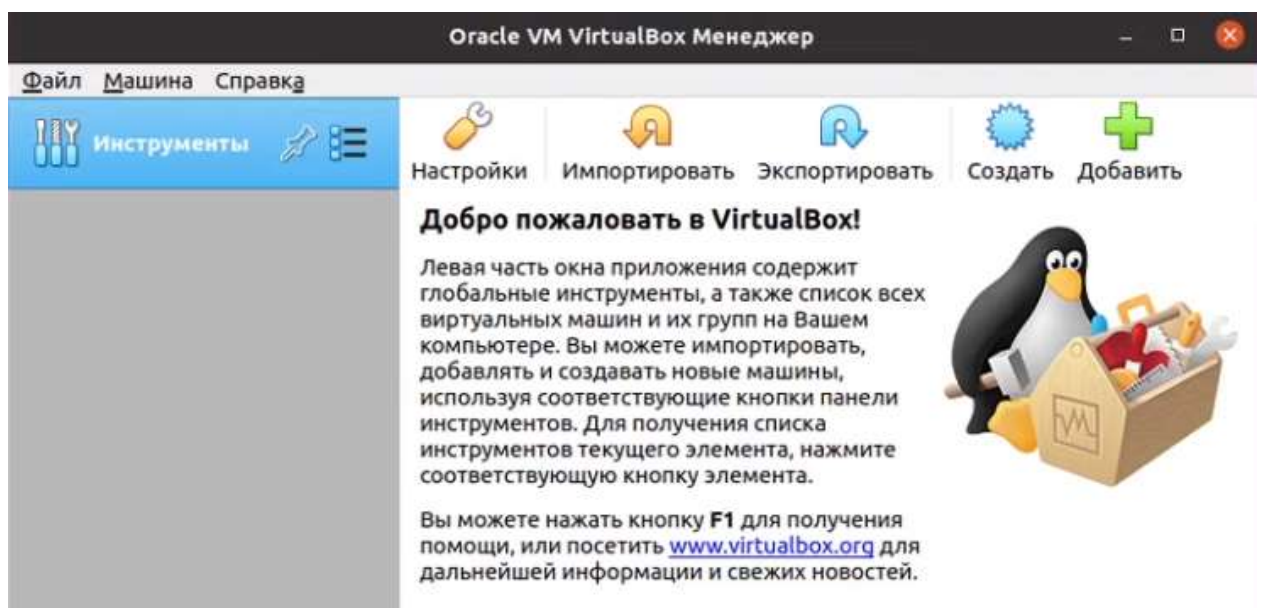 Oracle VM VirtualBox Менеджер
Файл Машина Справка
Инструменты
Настройки Импортировать Экспортировать Создать Добавить
Добро пожаловать в VirtualBox!
Левая часть окна приложения содержит
глобальные инструменты, а также список всех
виртуальных машин и их групп на Вашем
компьютере. Вы можете импортировать,
добавлять и создавать новые машины,
используя соответствующие кнопки панели
инструментов. Для получения списка
инструментов текущего элемента, нажмите
соответствующую кнопку элемента.
Вы можете нажать кнопку F1 для получения
помощи, или посетить www.virtualbox.org для
дальнейшей информации и свежих новостей.